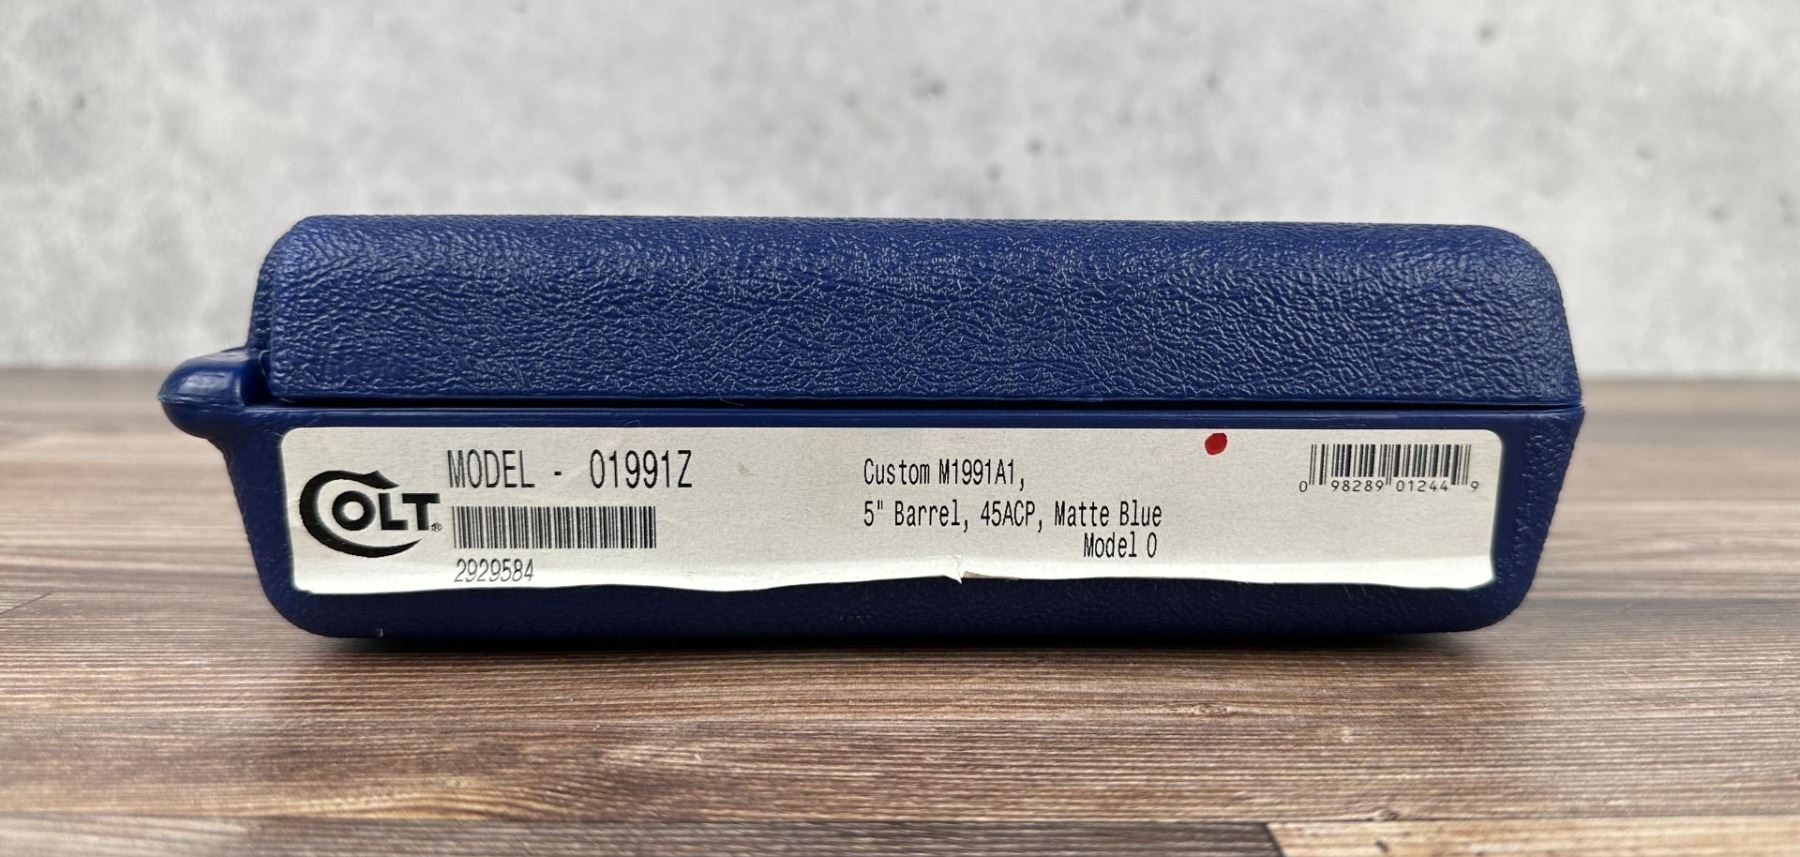 COLT®
MODEL - 01991Z
2929584
Custom M1991A1,
5" Barrel, 45ACP, Matte Blue
Model O
0 98289 01244 9